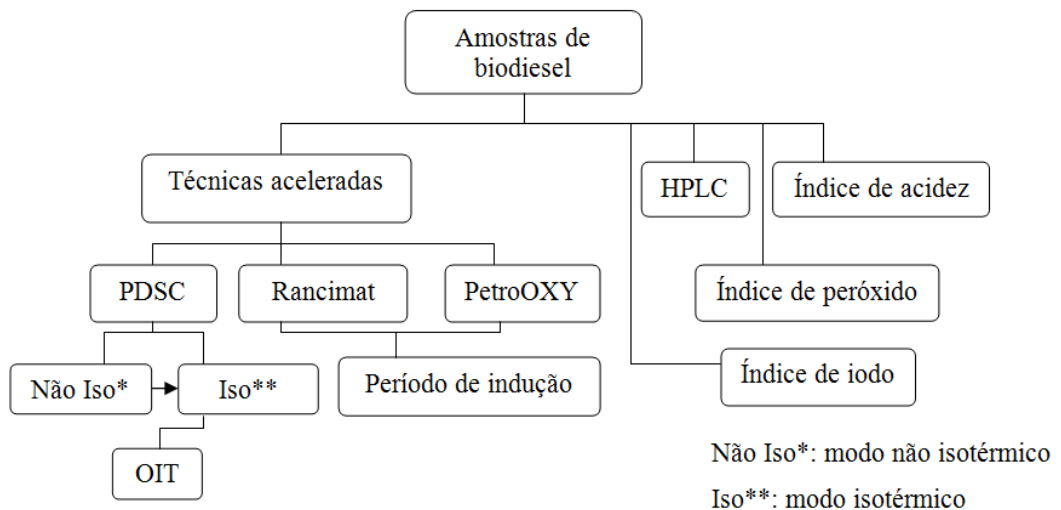 Amostras de
biodiesel
Técnicas aceleradas
HPLC
Índice de acidez
PDSC
Rancimat
PetroOXY
Índice de peróxido
Não Iso*
Iso**
Período de indução
Índice de iodo
OIT
Não Iso*: modo não isotérmico
Iso**: modo isotérmico